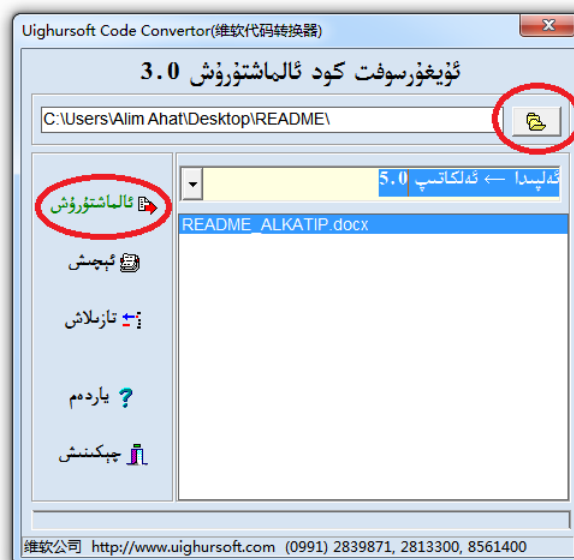 Uighursoft Code Convertor(维软代码转换器)
ئۇيغۇرسوفت كود ئالماشتۇرۇش 3.0
C:\Users\Alim Ahat\Desktop\README\
ئەلپىدا ← ئەلكاتىپ 5.0
ئالماشتۇرۇش
README_ALKATIP.docx
ئېچىش
تازىلاش
ياردەم
چېكىنىش
维软公司 http://www.uighursoft.com (0991) 2839871, 2813300, 8561400